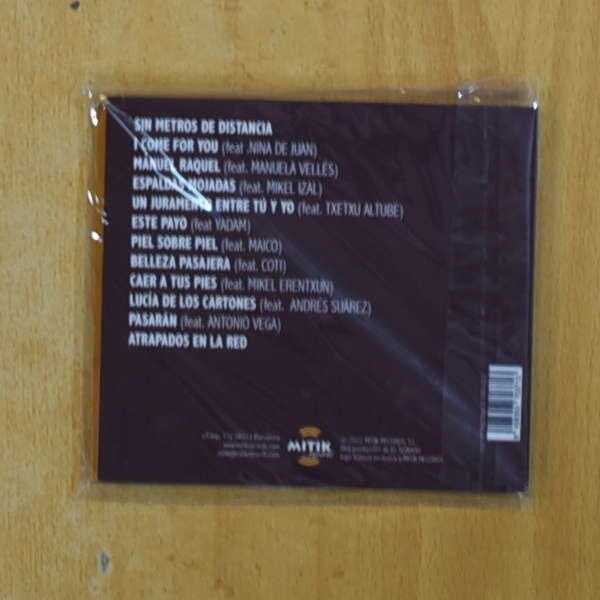 SIN METROS DE DISTANCIA
I COME FOR YOU (feat .NINA DE JUAN)
MANUEL RAQUEL (feat. MANUELA VELLÉS)
ESPALDAS MOJADAS (feat. MIKEL IZAL)
UN JURAMENTO ENTRE TÚ Y YO (feat. TXETXU ALTUBE)
ESTE PAYO (feat YADAM)
PIEL SOBRE PIEL (feat. MAICO)
BELLEZA PASAJERA (feat. COTI)
CAER A TUS PIES (feat. MIKEL ERENTXUN)
LUCÍA DE LOS CARTONES (feat. ANDRÉS SUÁREZ)
PASARÁN (feat. ANTONIO VEGA)
ATRAPADOS EN LA RED
Barcelona
MITIK
MITIK RECORDS, S.L.